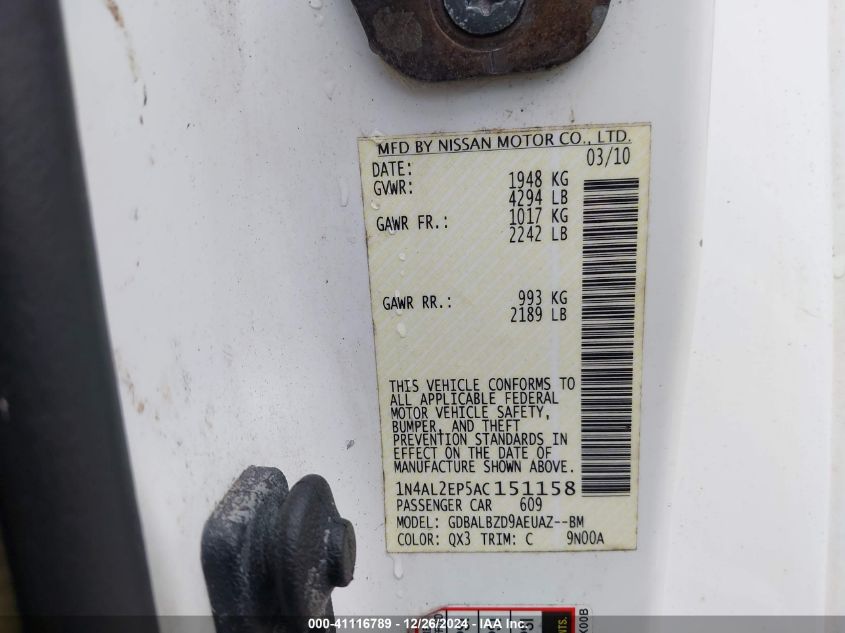 MFD BY NISSAN MOTOR CO., LTD.
DATE: 03/10
GVWR: 1948 KG
4294 LB
GAWR FR.: 1017 KG
2242 LB
GAWR RR.: 993 KG
2189 LB
THIS VEHICLE CONFORMS TO
ALL APPLICABLE FEDERAL
MOTOR VEHICLE SAFETY,
BUMPER, AND THEFT
PREVENTION STANDARDS IN
EFFECT ON THE DATE OF
MANUFACTURE SHOWN ABOVE.
1N4AL2EP5AC151158
PASSENGER CAR 609
MODEL: GDBALBZD9AEUAZ--BM
COLOR: QX3 TRIM: C 9N00A
000-41116789 - 12/26/2024 - IAA Inc.